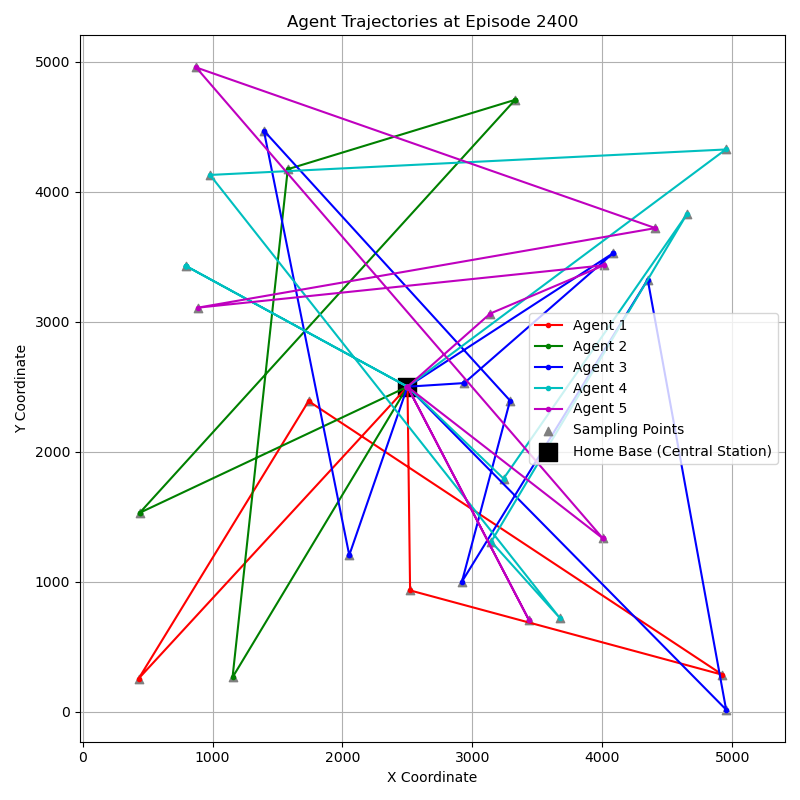 Agent Trajectories at Episode 2400
5000
4000
3000
2000
1000
0
Y Coordinate
Agent 1
Agent 2
Agent 3
Agent 4
Agent 5
Sampling Points
Home Base (Central Station)
0 1000 2000 3000 4000 5000
X Coordinate